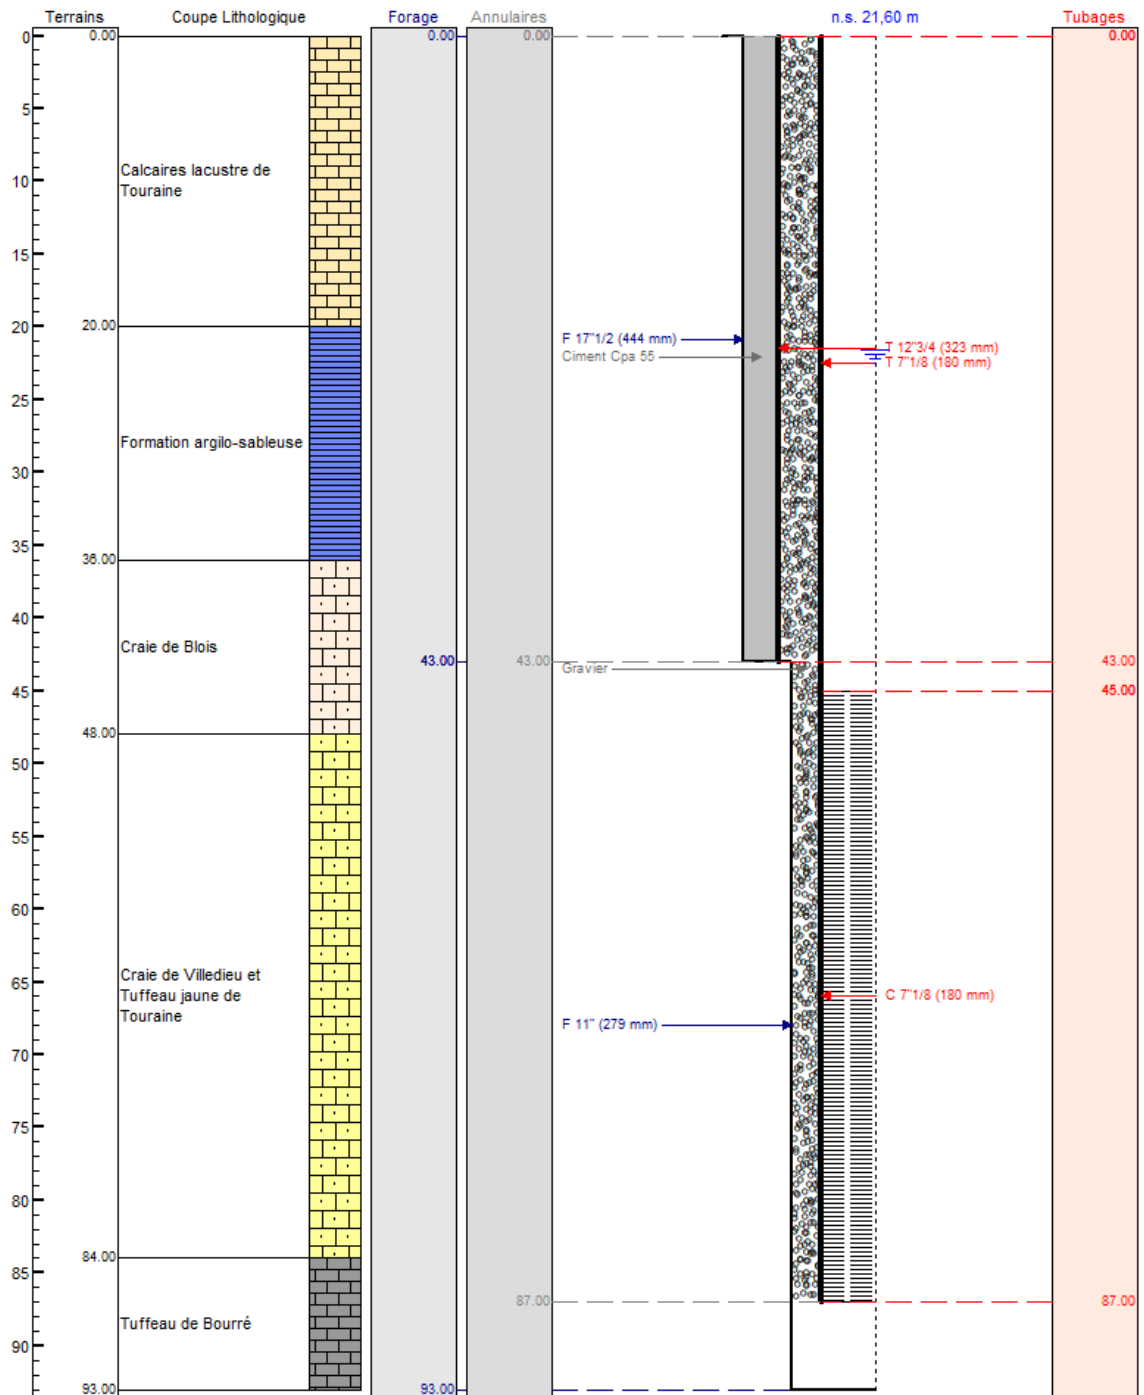 Terrains
Coupe Lithologique
Forage
Annulaires
n.s. 21,60 m
Tubages
0
0.00
0.00
0.00
0.00
5
Calcaires lacustre de
Touraine
10
15
20
20.00
F 17"1/2 (444 mm)
T 12"3/4 (323 mm)
Ciment Cpa 55
T 7"1/8 (180 mm)
25
Formation argilo-sableuse
30
35
36.00
40
Craie de Blois
43.00
43.00
Gravier
43.00
45
45.00
48.00
50
55
60
65
Craie de Villedieu et
Tuffeau jaune de
Touraine
C 7"1/8 (180 mm)
F 11" (279 mm)
70
75
80
84.00
85
87.00
87.00
Tuffeau de Bourré
90
93.00
93.00